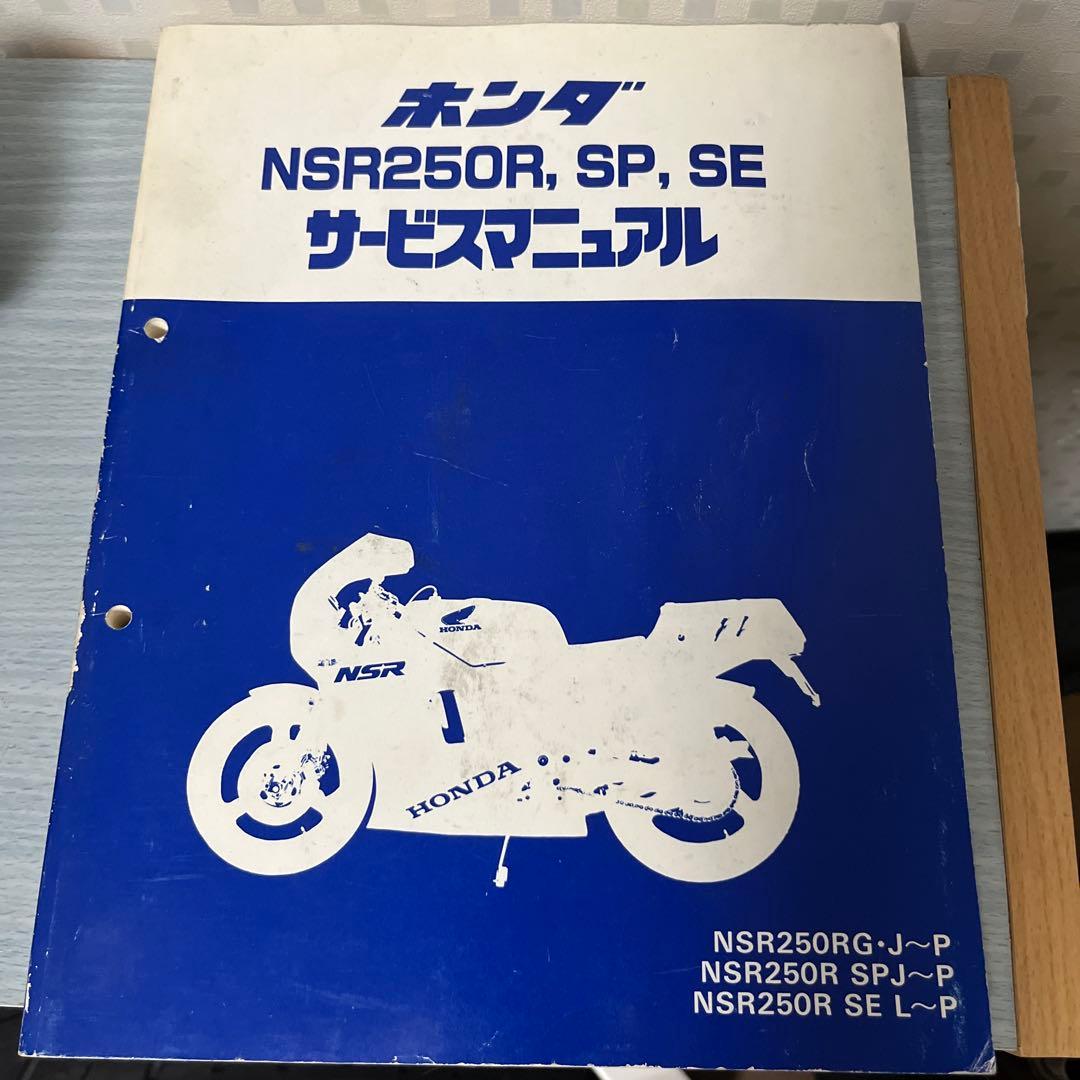 ホンダ
NSR250R, SP, SE
サービスマニュアル
HONDA
NSR
HONDA
NSR250RG・J〜P
NSR250R SPJ〜P
NSR250R SE L〜P